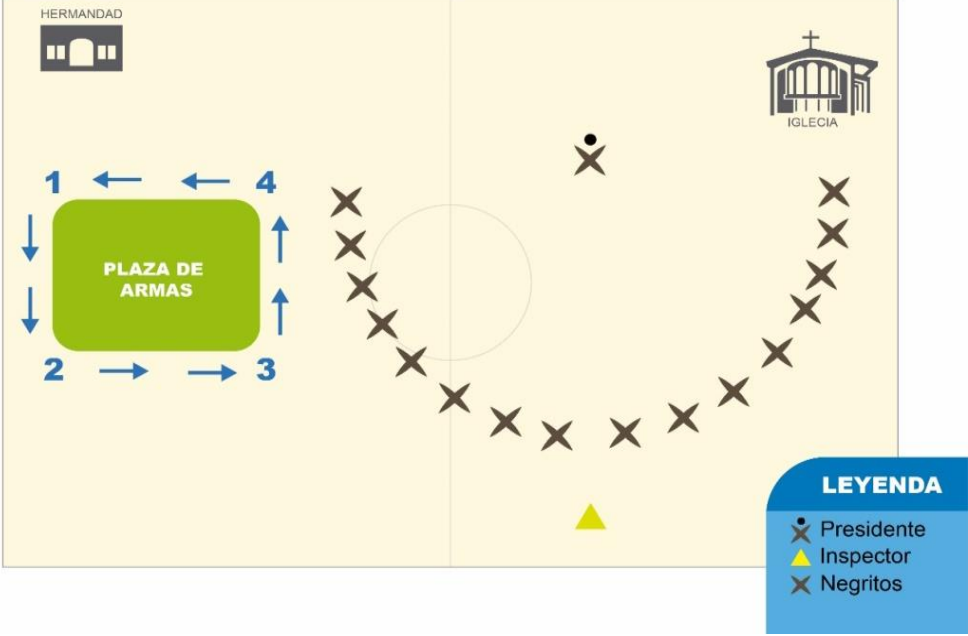 HERMANDAD
IGLECIA
1
4
PLAZA DE
ARMAS
2
3
LEYENDA
Presidente
Inspector
Negritos